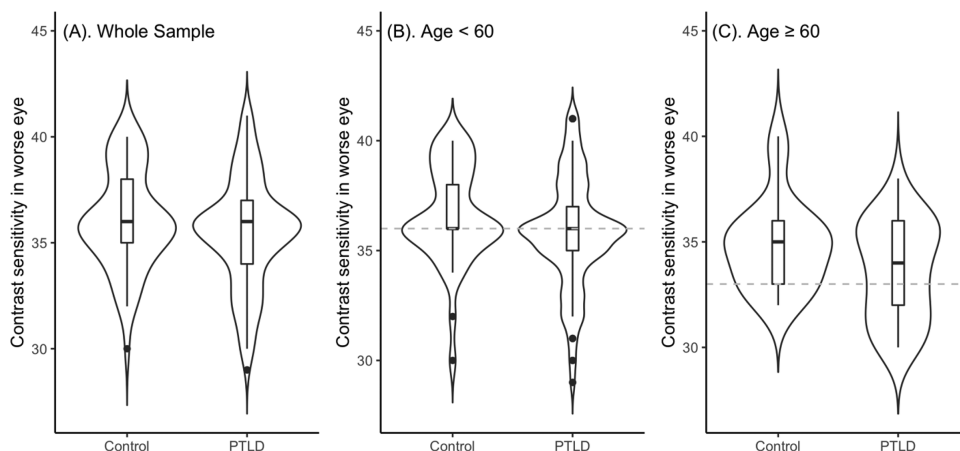 (A). Whole Sample
Contrast sensitivity in worse eye
45
40
35
30
Control PTLD
(B). Age < 60
Contrast sensitivity in worse eye
45
40
35
30
Control PTLD
(C). Age ≥ 60
Contrast sensitivity in worse eye
45
40
35
30
Control PTLD